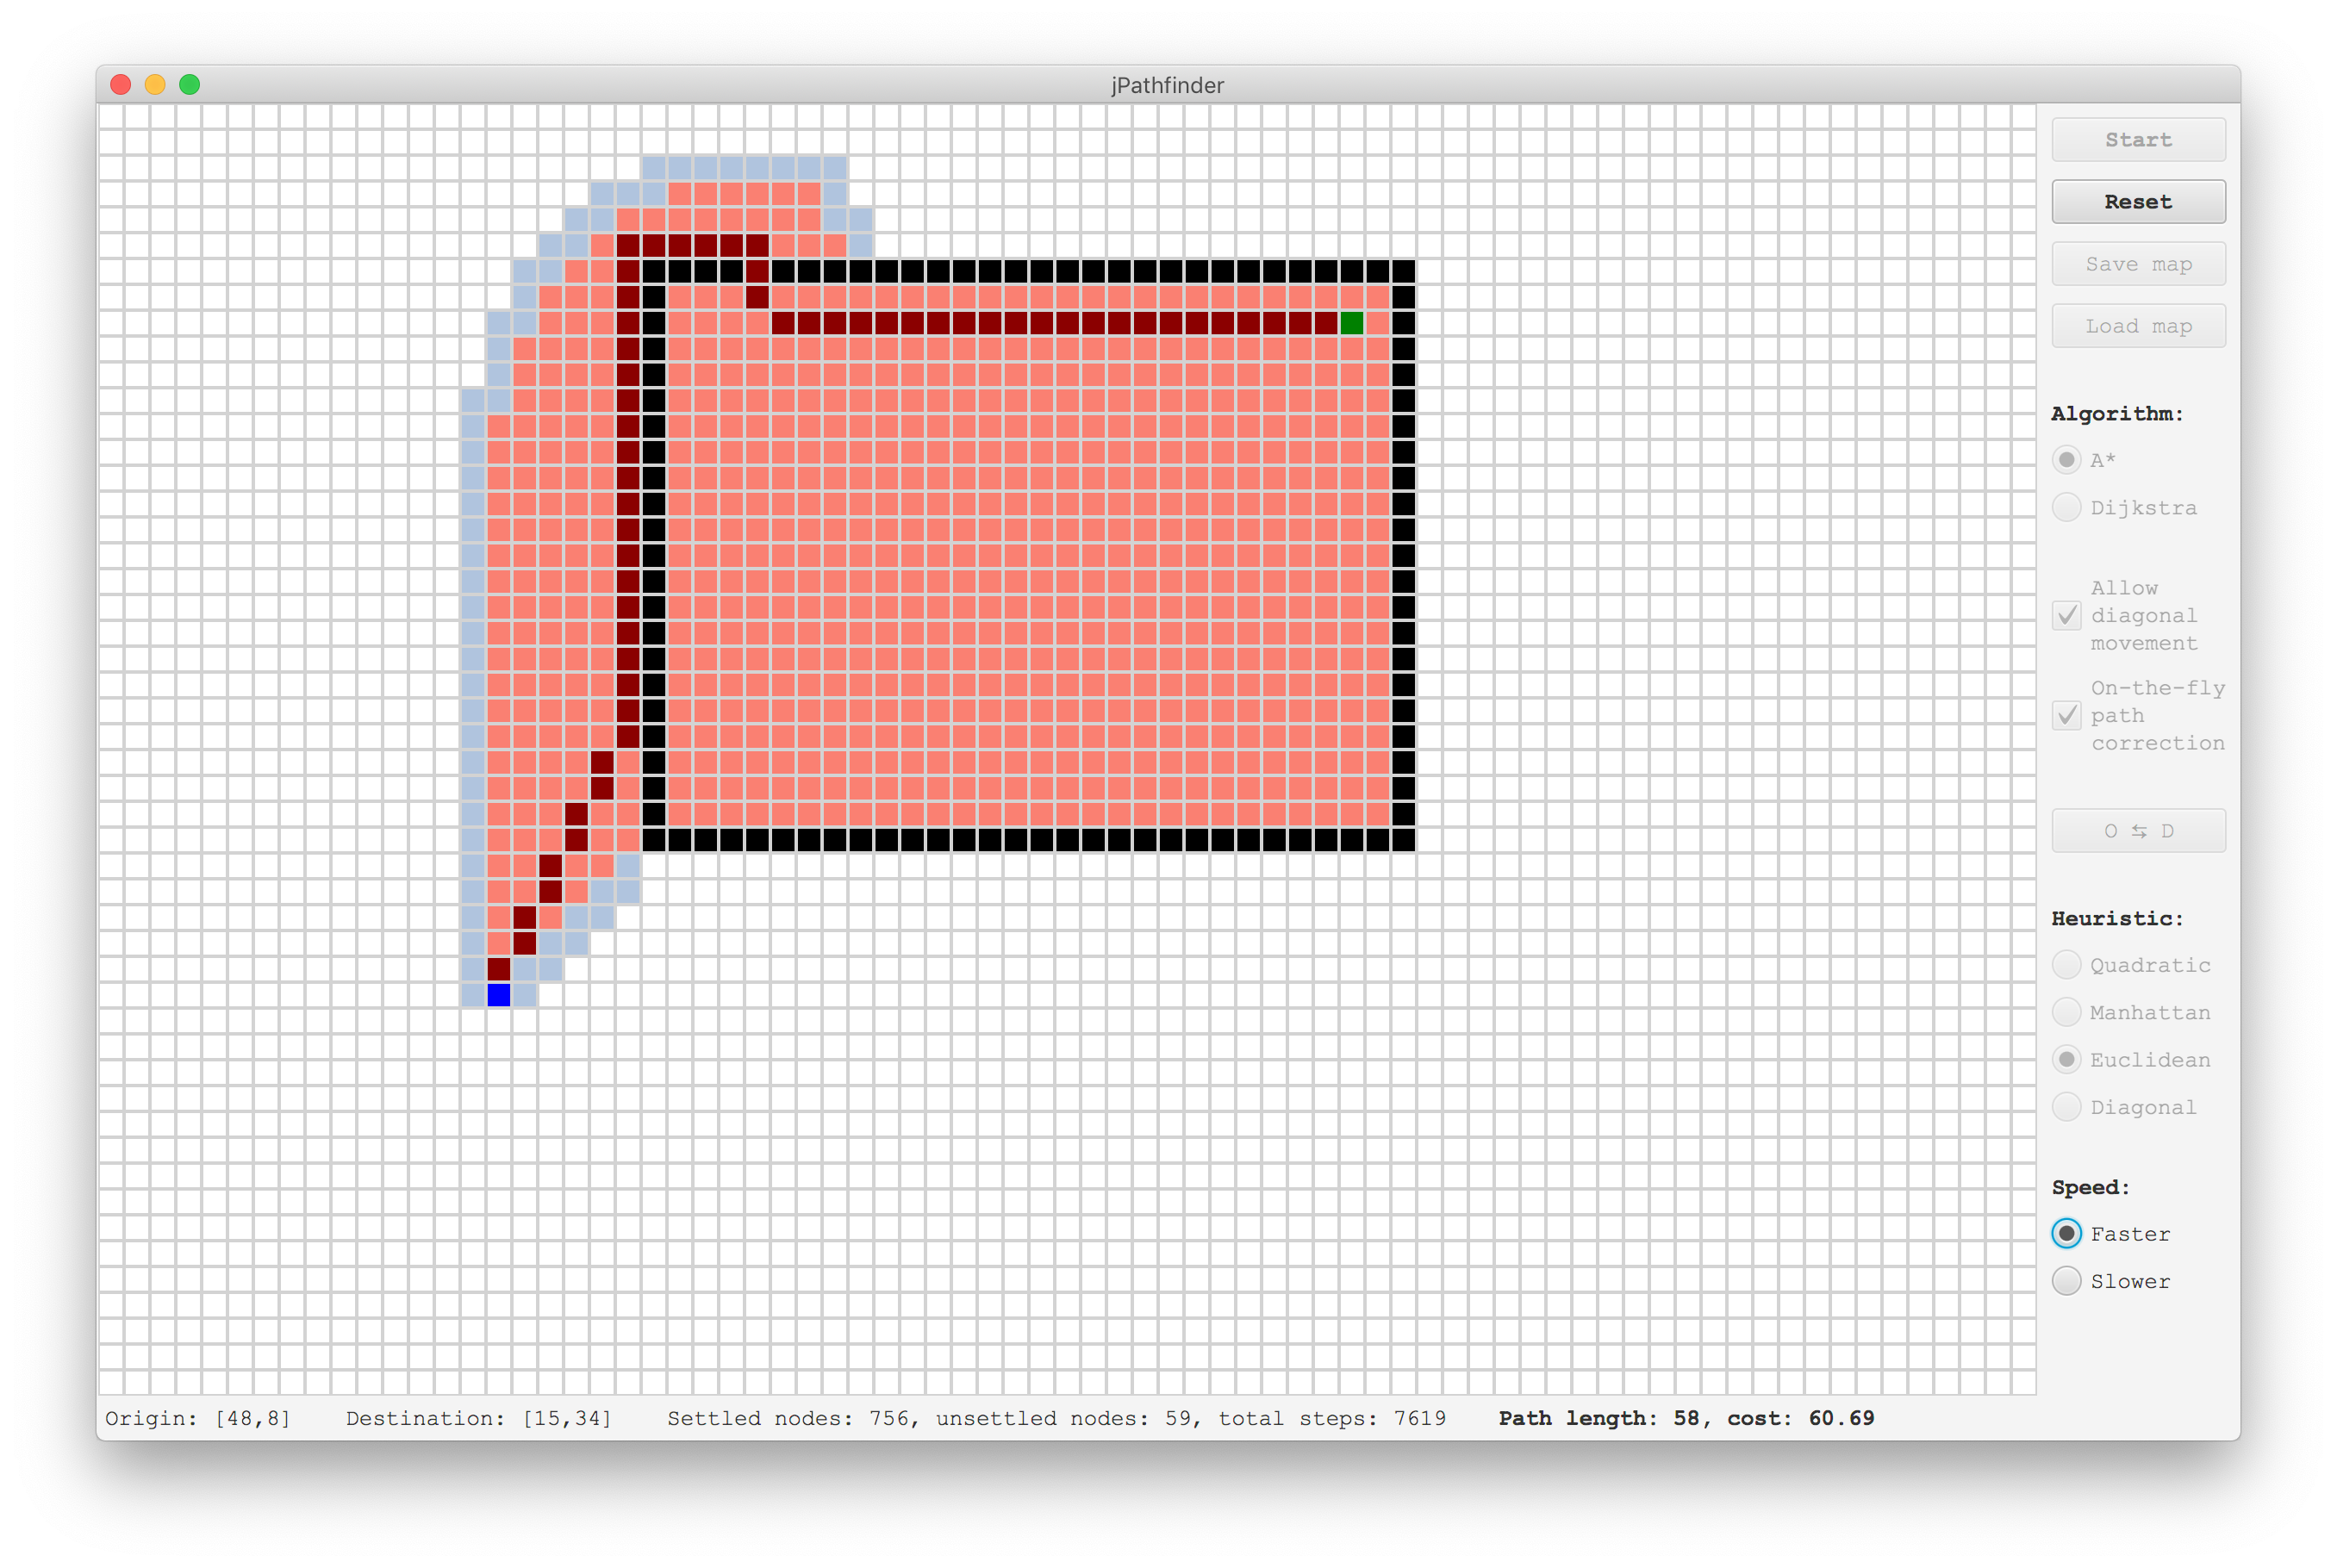 jPathfinder
Start
Reset
Save map
Load map
Algorithm:
A*
Dijkstra
Allow
diagonal
movement
On-the-fly
path
correction
O ⇆ D
Heuristic:
Quadratic
Manhattan
Euclidean
Diagonal
Speed:
Faster
Slower
Origin: [48,8] Destination: [15,34] Settled nodes: 756, unsettled nodes: 59, total steps: 7619 Path length: 58, cost: 60.69